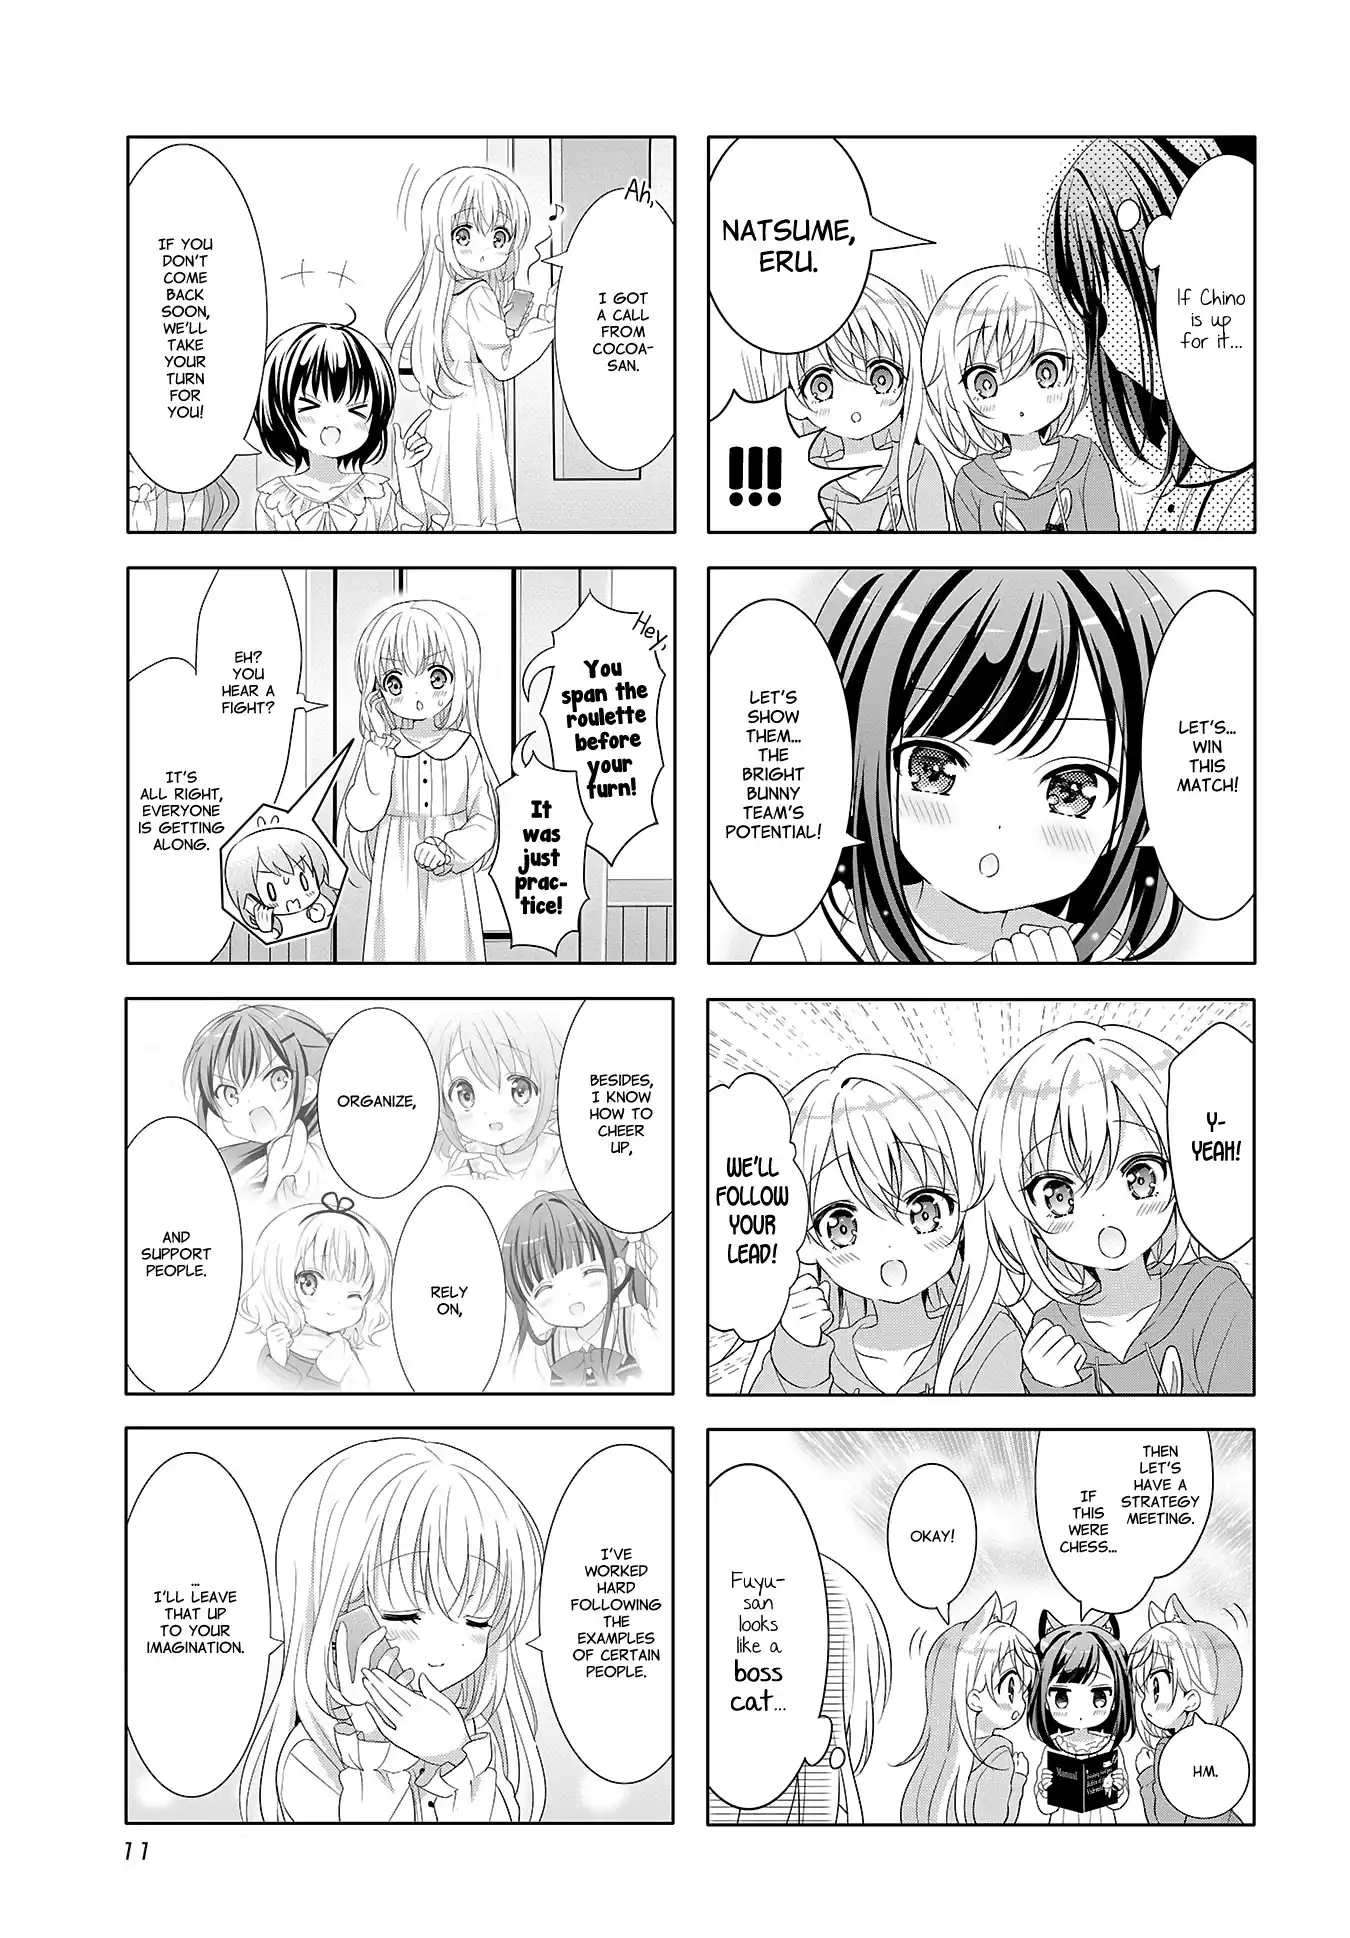 If Chino
is up
for it...
NATSUME,
ERU.
!!!
LET'S...
WIN
THIS
MATCH!
LET'S
SHOW
THEM...
THE
BRIGHT
BUNNY
TEAM'S
POTENTIAL!
Y-
YEAH!
WE'LL
FOLLOW
YOUR
LEAD!
THEN
LET'S
HAVE A
STRATEGY
MEETING.
IF
THIS
WERE
CHESS...
OKAY!
HM.
Manual
Fuyu-
san
looks
like a
boss
cat...
Ah,
I GOT
A CALL
FROM
COCOA-
SAN.
IF YOU
DON'T
COME
BACK
SOON,
WE'LL
TAKE
YOUR
TURN FOR
YOU!
Hey,
You
span the
roulette
before
your
turn!
It
was
just
prac-
tice!
EH?
YOU
HEAR A
FIGHT?
IT'S
ALL RIGHT,
EVERYONE
IS GETTING
ALONG.
BESIDES,
I KNOW
HOW TO
CHEER
UP,
ORGANIZE,
RELY
ON,
AND
SUPPORT
PEOPLE.
I'VE
WORKED
HARD
FOLLOWING
THE
EXAMPLES
OF CERTAIN
PEOPLE.
...
I'LL LEAVE
THAT UP
TO YOUR
IMAGINATION.
11